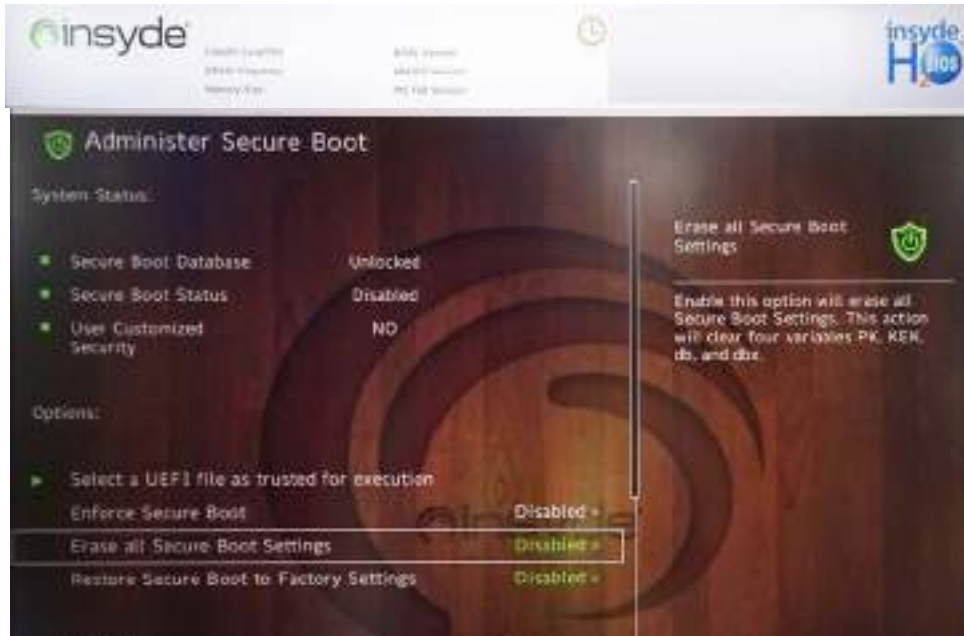 insyde
insyde
H2O bios
Administer Secure Boot
System Status:
Secure Boot Database Unlocked
Secure Boot Status Disabled
User Customized Security NO
Options:
Select a UEFI file as trusted for execution
Enforce Secure Boot Disabled
Erase all Secure Boot Settings Disabled
Restore Secure Boot to Factory Settings Disabled
Erase all Secure Boot
Settings
Enable this option will erase all
Secure Boot Settings. This action
will clear four variables PK, KEK,
db, and dbx.
insyde